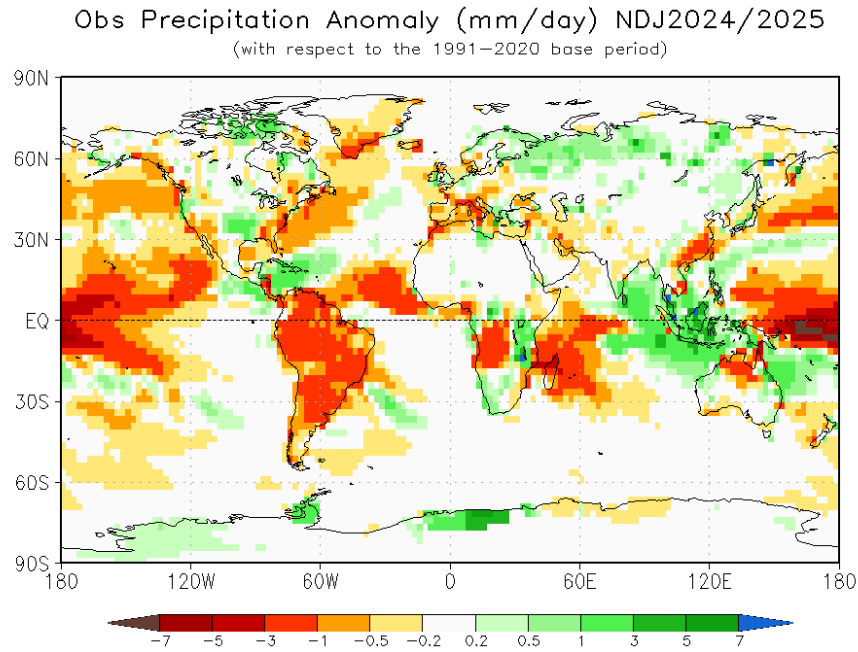 Obs Precipitation Anomaly (mm/day) NDJ2024/2025
(with respect to the 1991−2020 base period)
90N
60N
30N
EQ
30S
60S
90S
180 120W 60W 0 60E 120E 180
−7 −5 −3 −1 −0.5 −0.2 0.2 0.5 1 3 5 7